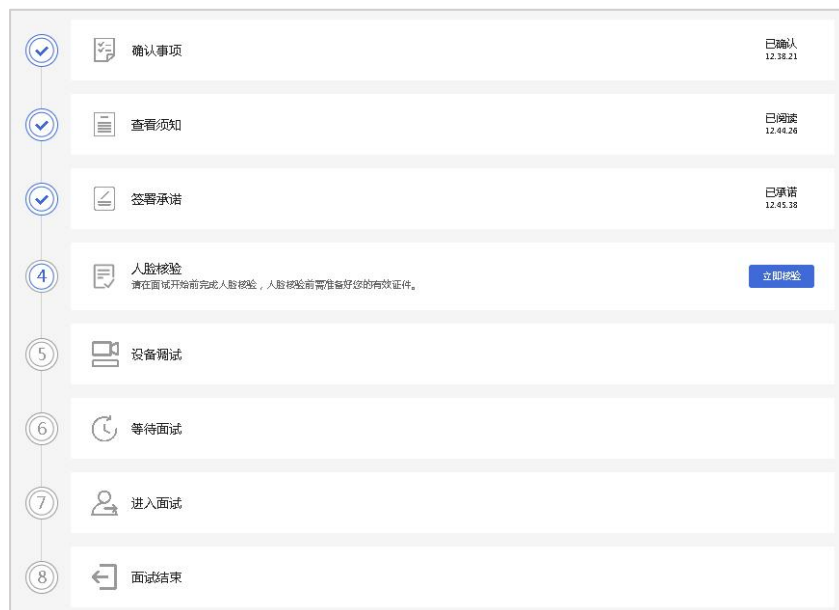 确认事项
已确认
12.38.21
查看须知
已阅读
12.44.26
签署承诺
已承诺
12.45.38
4
人脸核验
请在面试开始前完成人脸核验，人脸核验前需准备好您的有效证件。
立即核验
5
设备调试
6
等待面试
7
进入面试
8
面试结束